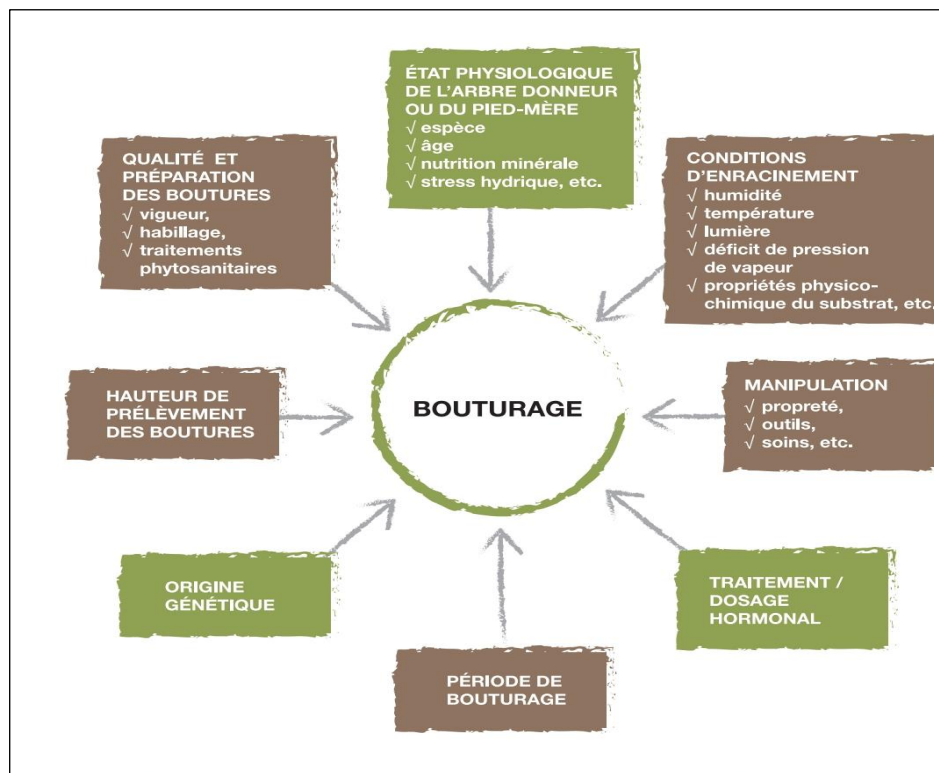 ÉTAT PHYSIOLOGIQUE
DE L'ARBRE DONNEUR
OU DU PIED-MÈRE
√ espèce
√ âge
√ nutrition minérale
√ stress hydrique, etc.
QUALITÉ ET
PRÉPARATION
DES BOUTURES
√ vigueur,
√ habillage,
√ traitements
phytosanitaires
CONDITIONS
D'ENRACINEMENT
√ humidité
√ température
√ lumière
√ déficit de pression
de vapeur
√ propriétés physico-
chimique du substrat, etc.
HAUTEUR DE
PRÉLÈVEMENT
DES BOUTURES
BOUTURAGE
MANIPULATION
√ propreté,
√ outils,
√ soins, etc.
ORIGINE
GÉNÉTIQUE
PÉRIODE DE
BOUTURAGE
TRAITEMENT /
DOSAGE
HORMONAL